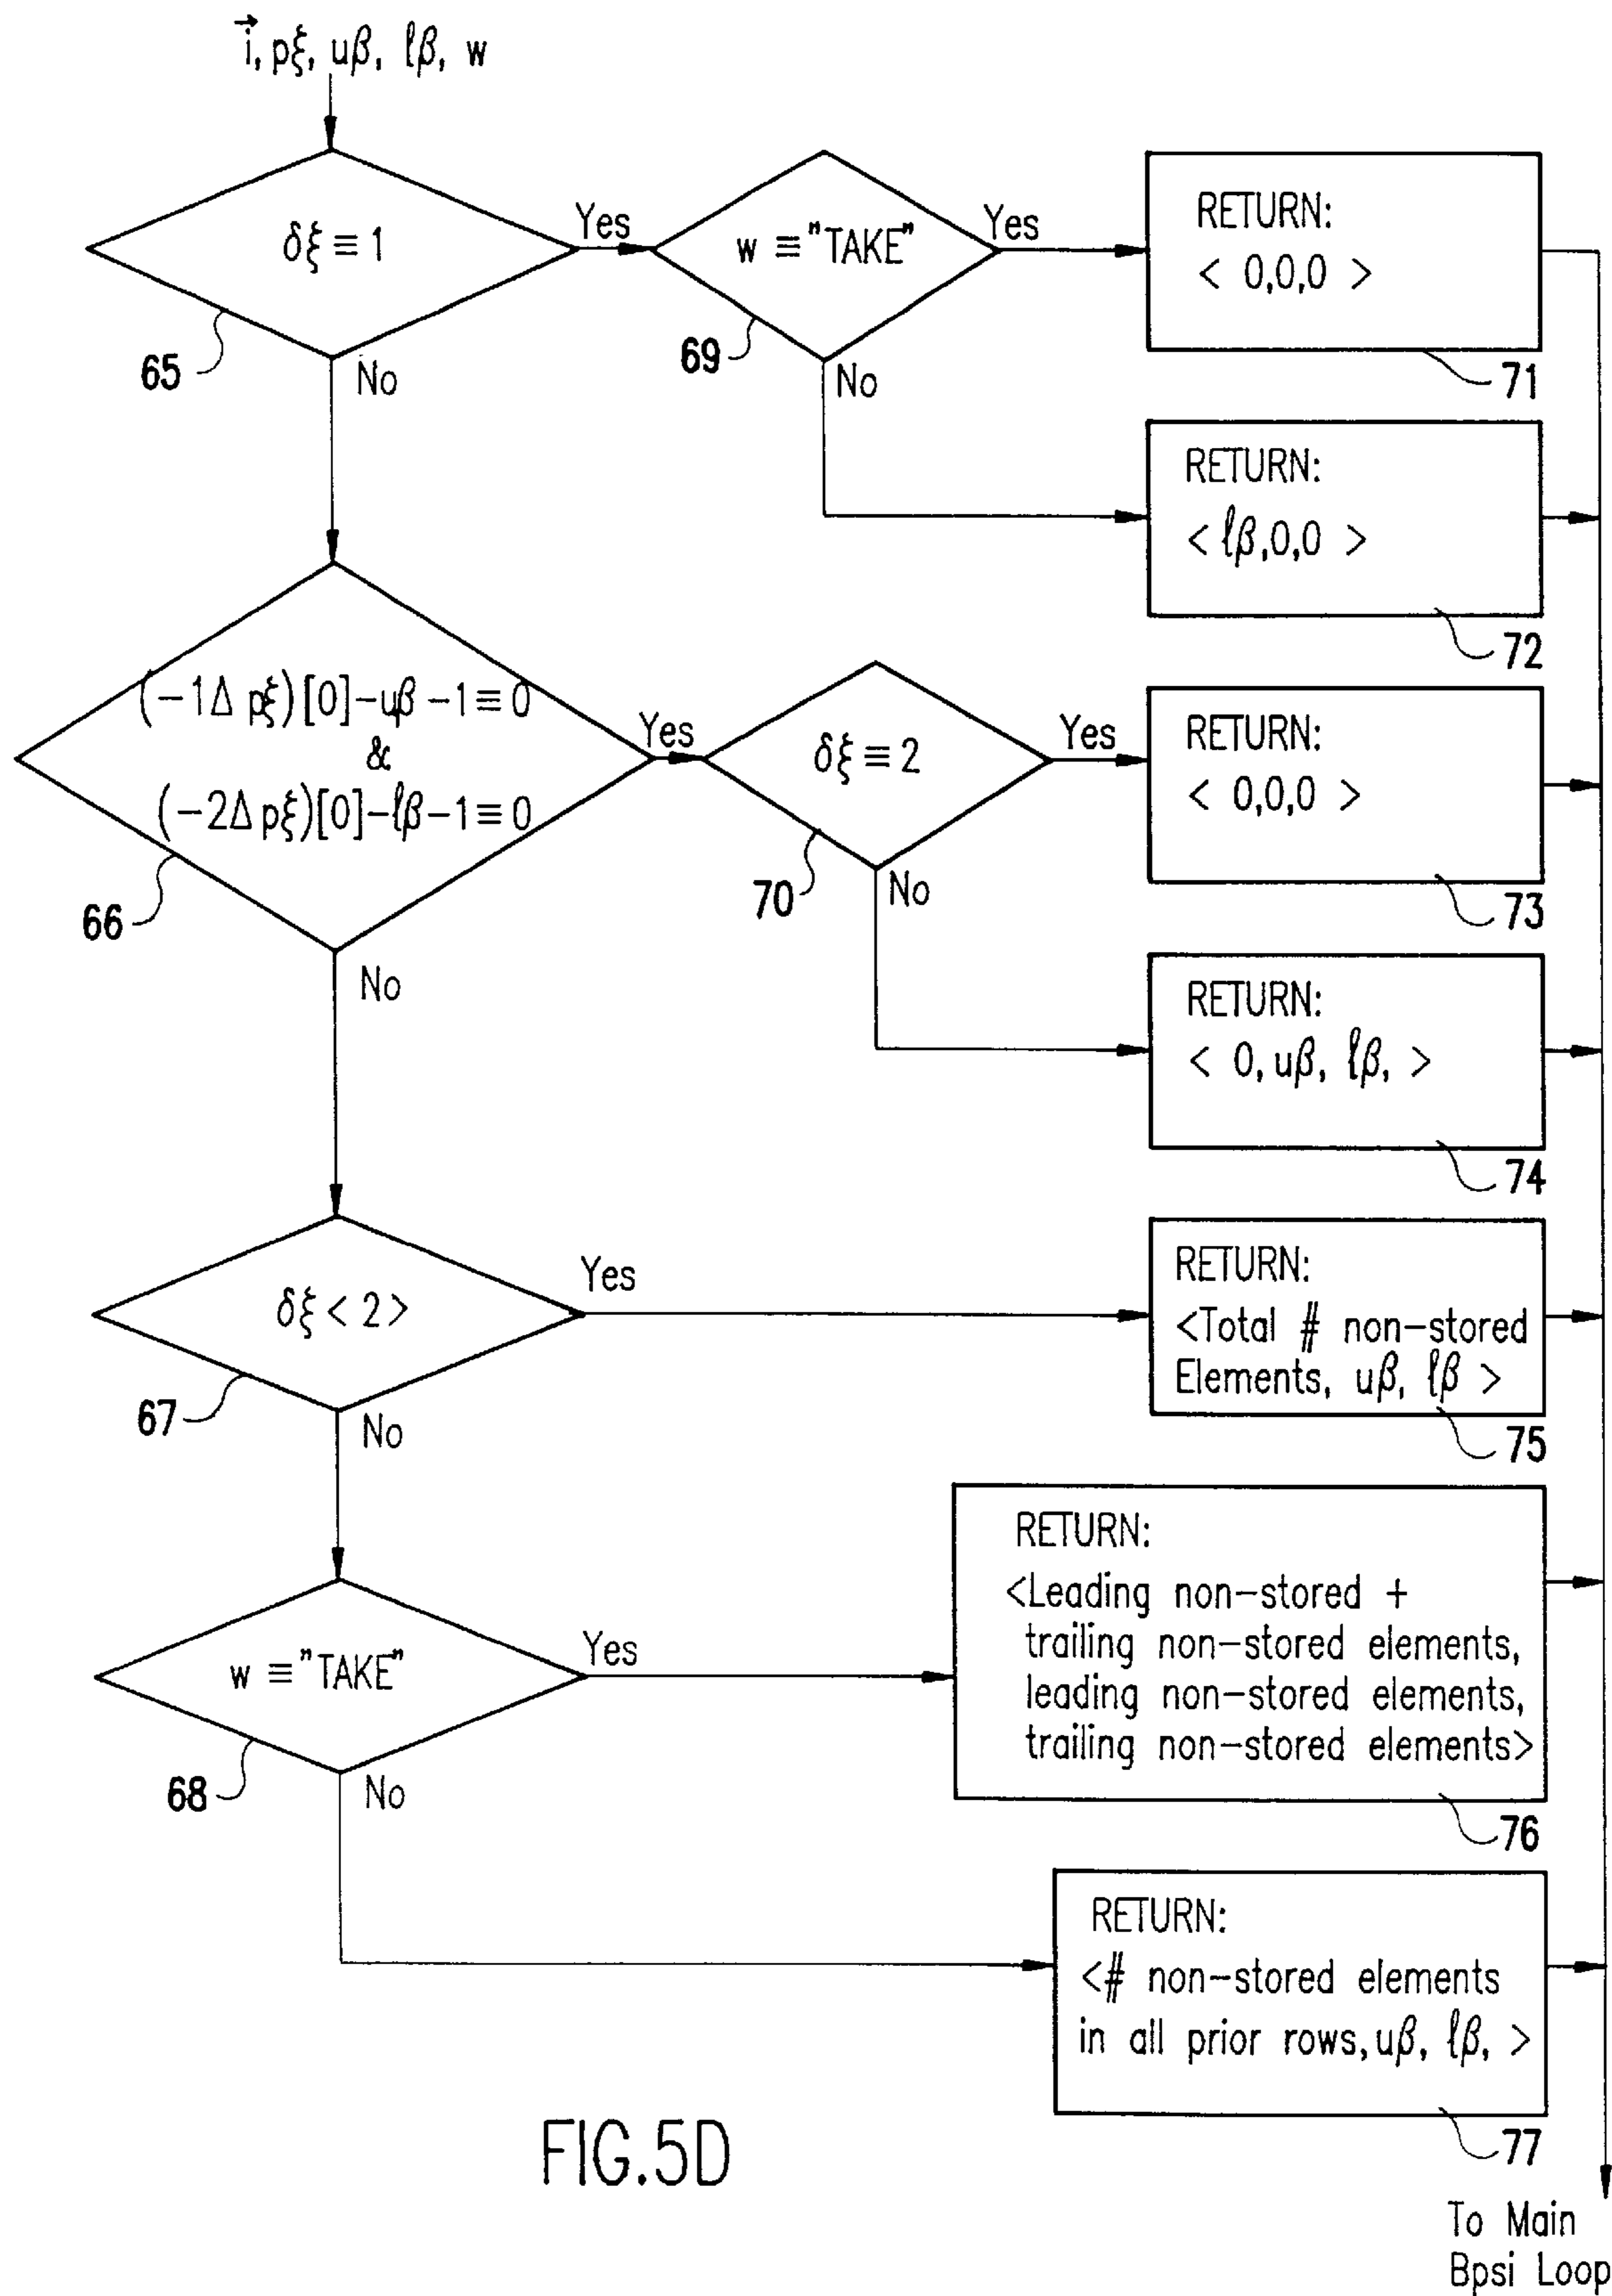 i⃗, pξ, uβ, ℓβ, w
δξ ≡ 1
Yes
w ≡ "TAKE"
Yes
RETURN:
< 0,0,0 >
65
No
69
No
71
RETURN:
< ℓβ,0,0 >
72
(-1Δ pξ)[0]-uβ-1≡0
&
(-2Δ pξ)[0]-ℓβ-1≡0
Yes
δξ ≡ 2
Yes
RETURN:
< 0,0,0 >
66
No
70
No
73
RETURN:
< 0, uβ, ℓβ, >
74
δξ < 2 >
Yes
RETURN:
<Total # non-stored
Elements, uβ, ℓβ >
67
No
75
w ≡ "TAKE"
Yes
RETURN:
<Leading non-stored +
trailing non-stored elements,
leading non-stored elements,
trailing non-stored elements>
68
No
76
RETURN:
<# non-stored elements
in all prior rows, uβ, ℓβ, >
77
FIG.5D
To Main
Bpsi Loop